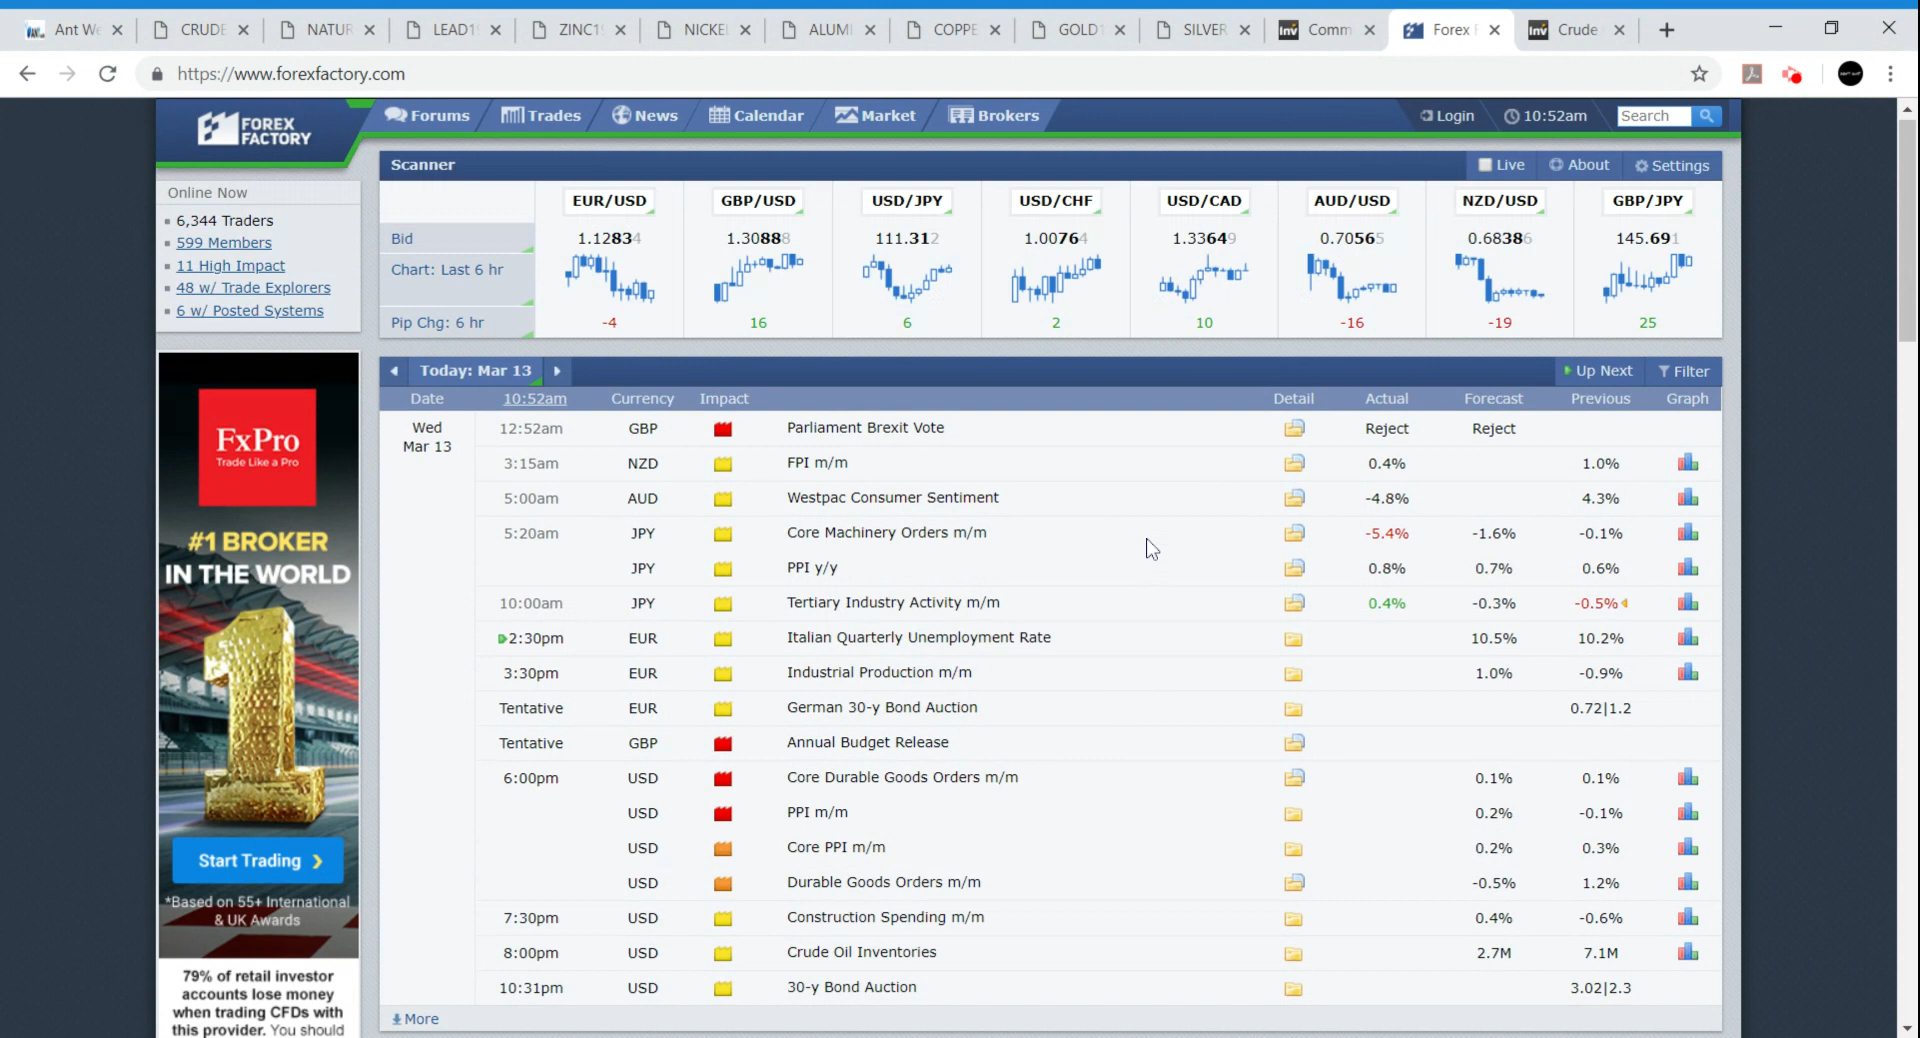 Ant We
CRUDE
NATUR
LEAD1
ZINC1
NICKEL
ALUMI
COPPE
GOLD
SILVER
Inv Comm
Forex
Inv Crude
https://www.forexfactory.com
FOREX
FACTORY
Forums Trades News Calendar Market Brokers
Login 10:52am Search
Online Now
6,344 Traders
599 Members
11 High Impact
48 w/ Trade Explorers
6 w/ Posted Systems
Scanner Live About Settings
EUR/USD GBP/USD USD/JPY USD/CHF USD/CAD AUD/USD NZD/USD GBP/JPY
Bid 1.12834 1.30888 111.312 1.00764 1.33649 0.70565 0.68386 145.691
Chart: Last 6 hr
Pip Chg: 6 hr -4 16 6 2 10 -16 -19 25
FxPro
Trade Like a Pro
#1 BROKER
IN THE WORLD
Start Trading
*Based on 55+ International
& UK Awards
79% of retail investor
accounts lose money
when trading CFDs with
this provider. You should
Today: Mar 13 Up Next Filter
Date 10:52am Currency Impact Detail Actual Forecast Previous Graph
Wed
Mar 13
12:52am GBP Parliament Brexit Vote Reject Reject
3:15am NZD FPI m/m 0.4% 1.0%
5:00am AUD Westpac Consumer Sentiment -4.8% 4.3%
5:20am JPY Core Machinery Orders m/m -5.4% -1.6% -0.1%
JPY PPI y/y 0.8% 0.7% 0.6%
10:00am JPY Tertiary Industry Activity m/m 0.4% -0.3% -0.5%
2:30pm EUR Italian Quarterly Unemployment Rate 10.5% 10.2%
3:30pm EUR Industrial Production m/m 1.0% -0.9%
Tentative EUR German 30-y Bond Auction 0.72|1.2
Tentative GBP Annual Budget Release
6:00pm USD Core Durable Goods Orders m/m 0.1% 0.1%
USD PPI m/m 0.2% -0.1%
USD Core PPI m/m 0.2% 0.3%
USD Durable Goods Orders m/m -0.5% 1.2%
7:30pm USD Construction Spending m/m 0.4% -0.6%
8:00pm USD Crude Oil Inventories 2.7M 7.1M
10:31pm USD 30-y Bond Auction 3.02|2.3
More